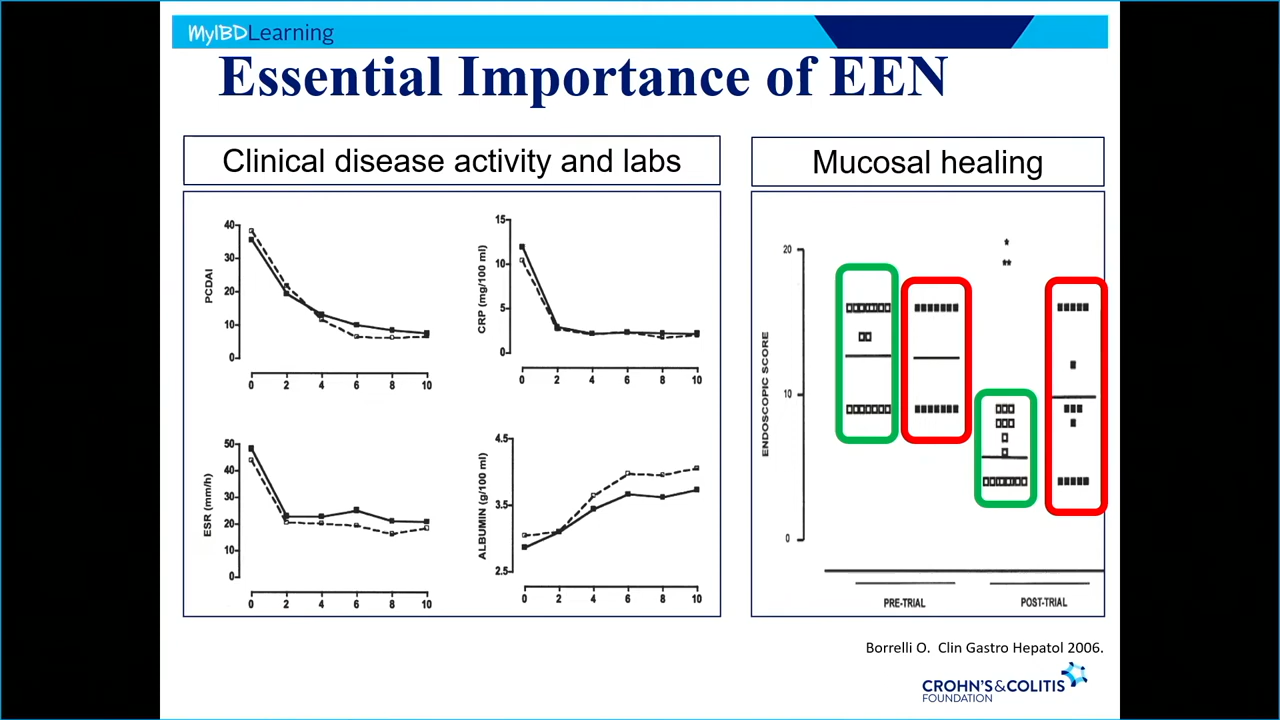 MyIBDLearning
Essential Importance of EEN
Clinical disease activity and labs
Mucosal healing
PCDAI
40
30
20
10
0
0 2 4 6 8 10
CRP (mg/100 ml)
15
10
5
0
0 2 4 6 8 10
ESR (mm/h)
50
40
30
20
10
0
0 2 4 6 8 10
ALBUMIN (g/100 ml)
4.5
3.5
2.5
0 2 4 6 8 10
ENDOSCOPIC SCORE
20
10
0
*
**
PRE-TRIAL
POST-TRIAL
Borrelli O. Clin Gastro Hepatol 2006.
CROHN'S&COLITIS
FOUNDATION